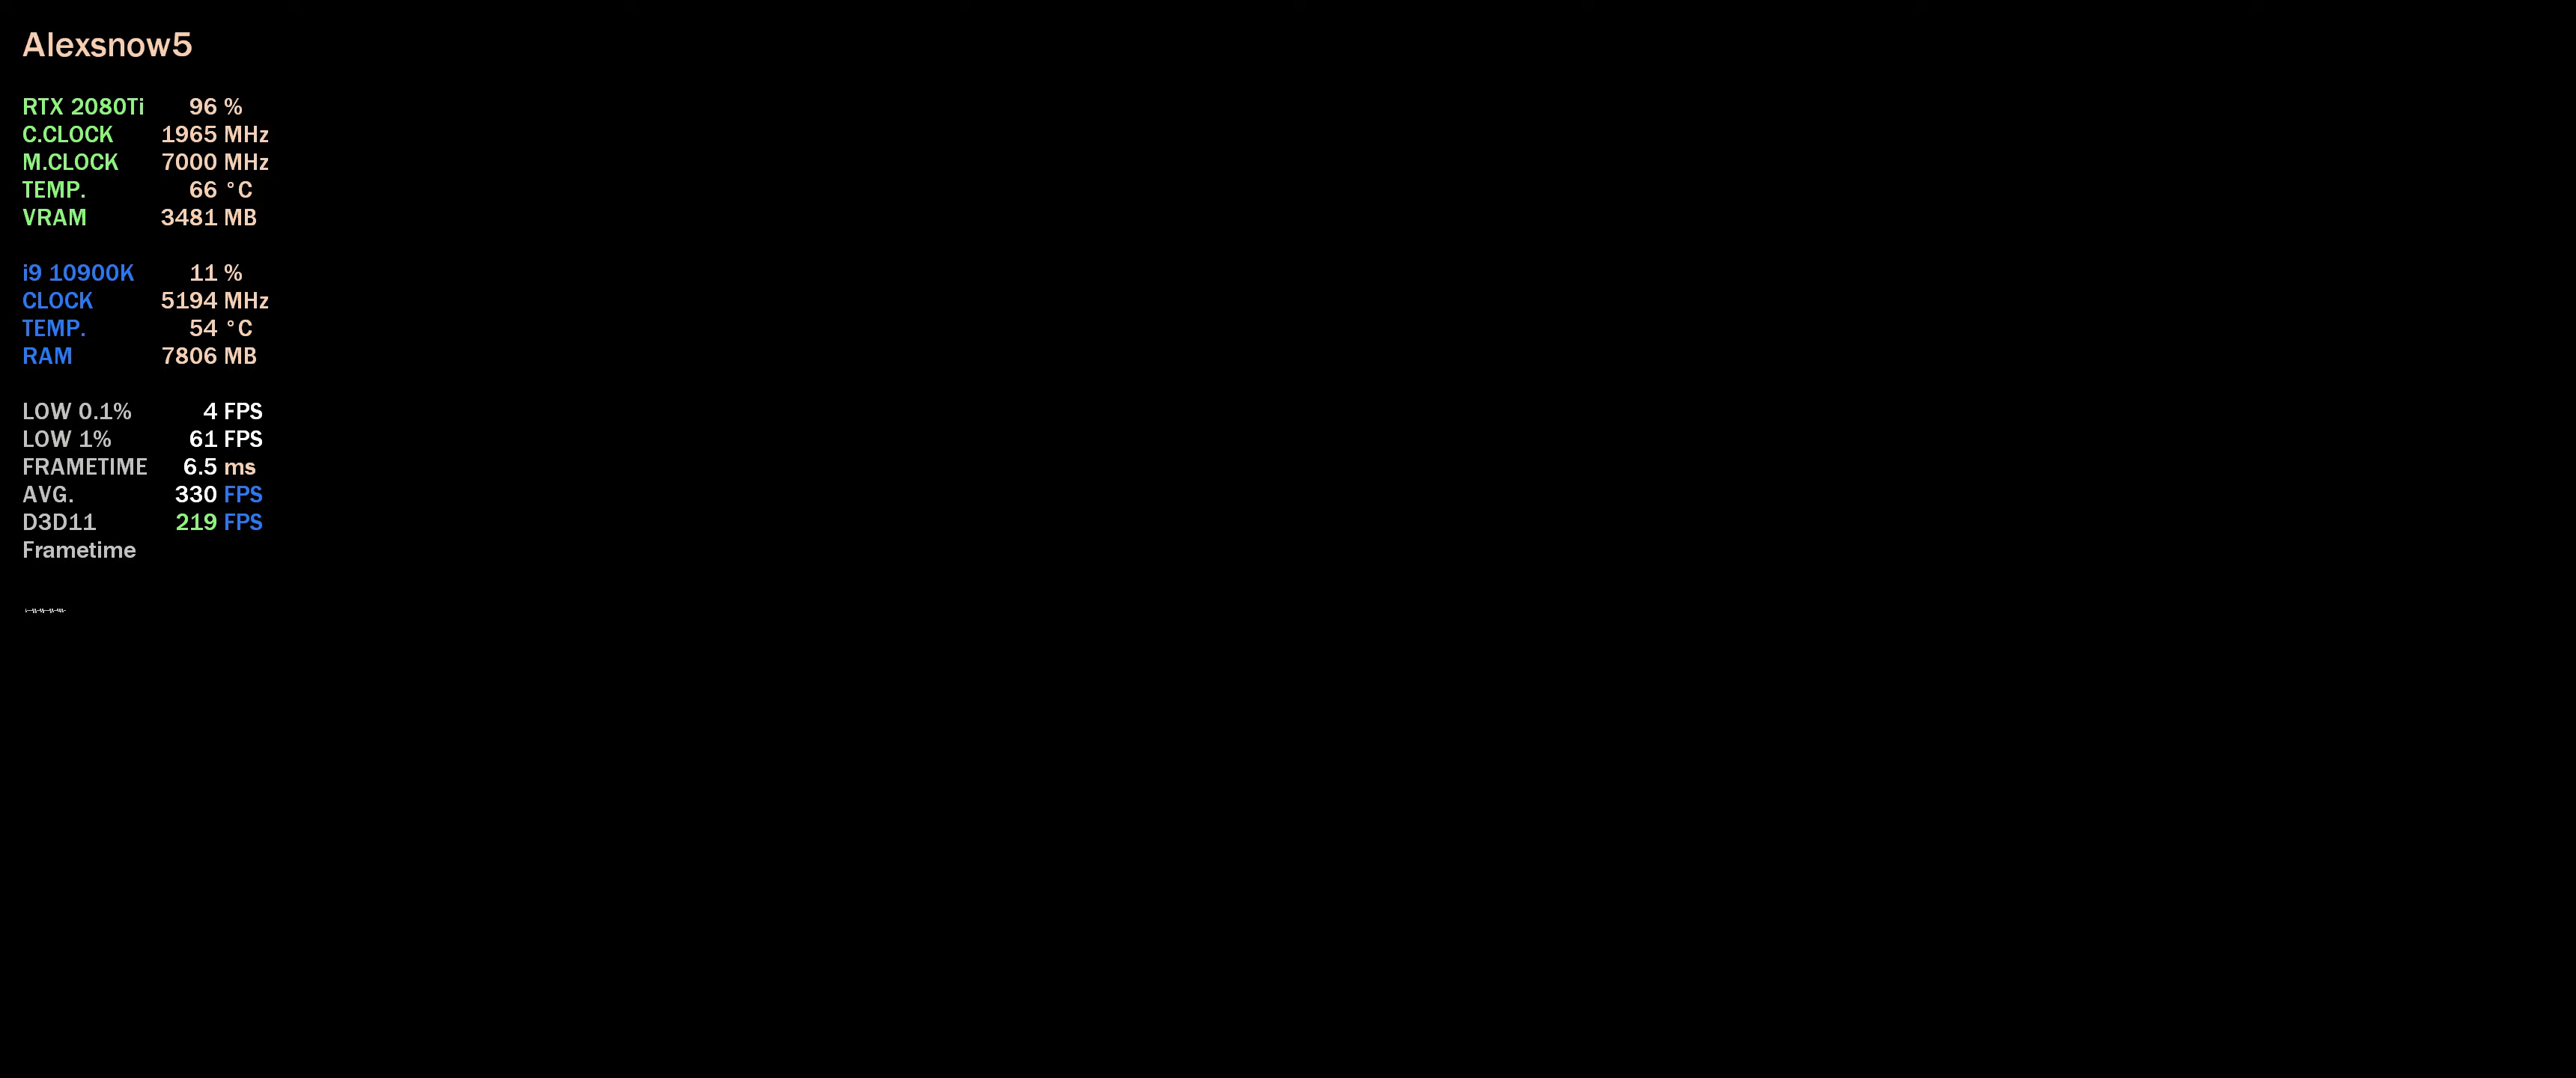 Alexsnow5
RTX 2080Ti 96 %
C.CLOCK 1965 MHz
M.CLOCK 7000 MHz
TEMP. 66 °C
VRAM 3481 MB
i9 10900K 11 %
CLOCK 5194 MHz
TEMP. 54 °C
RAM 7806 MB
LOW 0.1% 4 FPS
LOW 1% 61 FPS
FRAMETIME 6.5 ms
AVG. 330 FPS
D3D11 219 FPS
Frametime